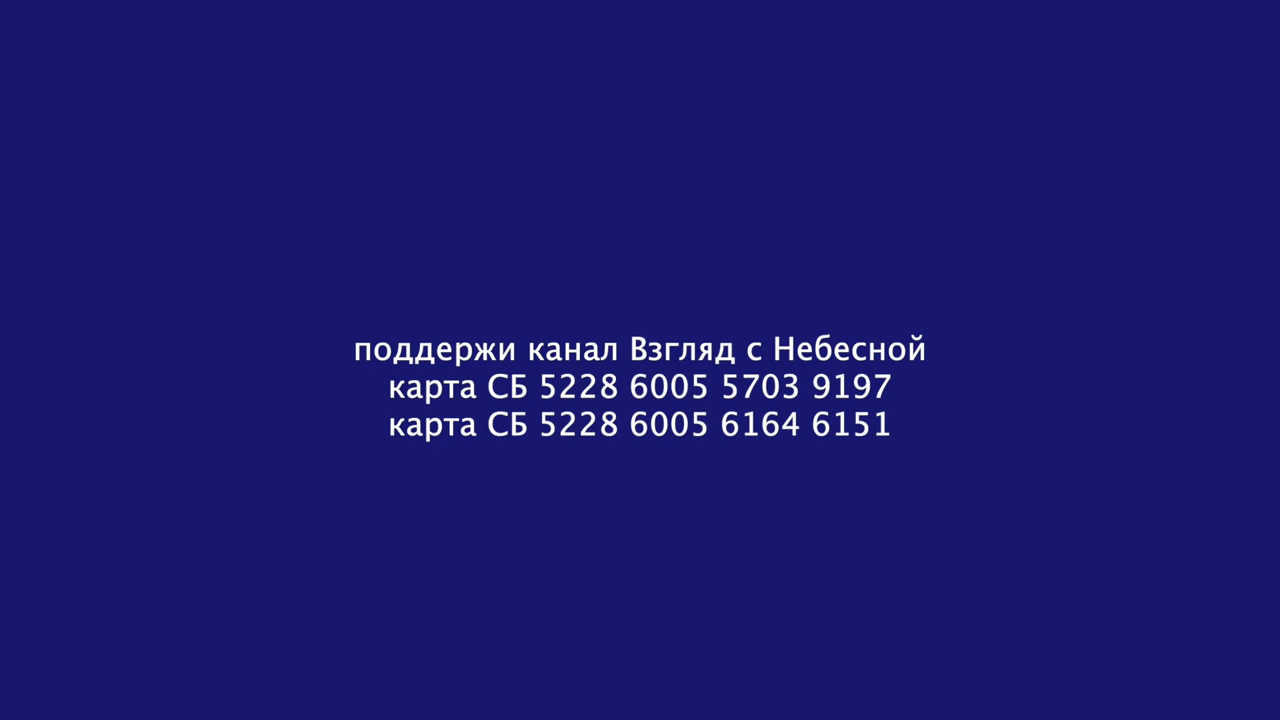 поддержи канал Взгляд с Небесной
карта СБ 5228 6005 5703 9197
карта СБ 5228 6005 6164 6151